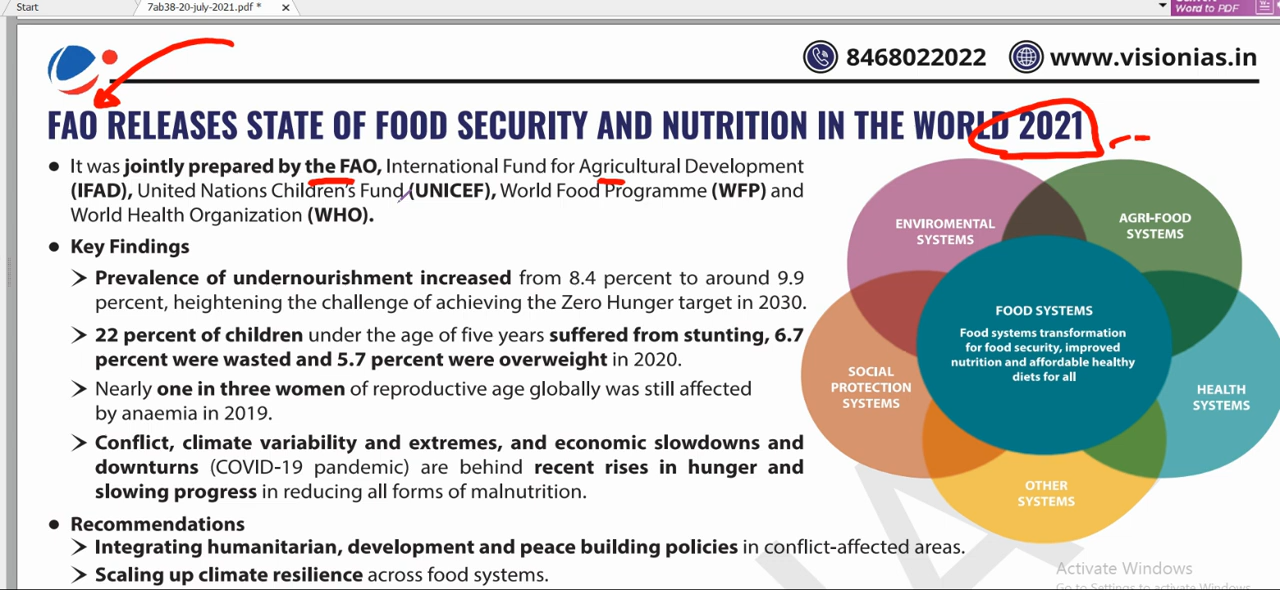 Start
7ab38-20-july-2021.pdf *
Word to PDF
8468022022
www.visionias.in
FAO RELEASES STATE OF FOOD SECURITY AND NUTRITION IN THE WORLD 2021
• It was jointly prepared by the FAO, International Fund for Agricultural Development
(IFAD), United Nations Children's Fund (UNICEF), World Food Programme (WFP) and
World Health Organization (WHO).
• Key Findings
➢ Prevalence of undernourishment increased from 8.4 percent to around 9.9
percent, heightening the challenge of achieving the Zero Hunger target in 2030.
➢ 22 percent of children under the age of five years suffered from stunting, 6.7
percent were wasted and 5.7 percent were overweight in 2020.
➢ Nearly one in three women of reproductive age globally was still affected
by anaemia in 2019.
➢ Conflict, climate variability and extremes, and economic slowdowns and
downturns (COVID-19 pandemic) are behind recent rises in hunger and
slowing progress in reducing all forms of malnutrition.
• Recommendations
➢ Integrating humanitarian, development and peace building policies in conflict-affected areas.
➢ Scaling up climate resilience across food systems.
ENVIROMENTAL
SYSTEMS
AGRI-FOOD
SYSTEMS
FOOD SYSTEMS
Food systems transformation
for food security, improved
nutrition and affordable healthy
diets for all
SOCIAL
PROTECTION
SYSTEMS
HEALTH
SYSTEMS
OTHER
SYSTEMS
Activate Windows
Go to Settings to activate Windows